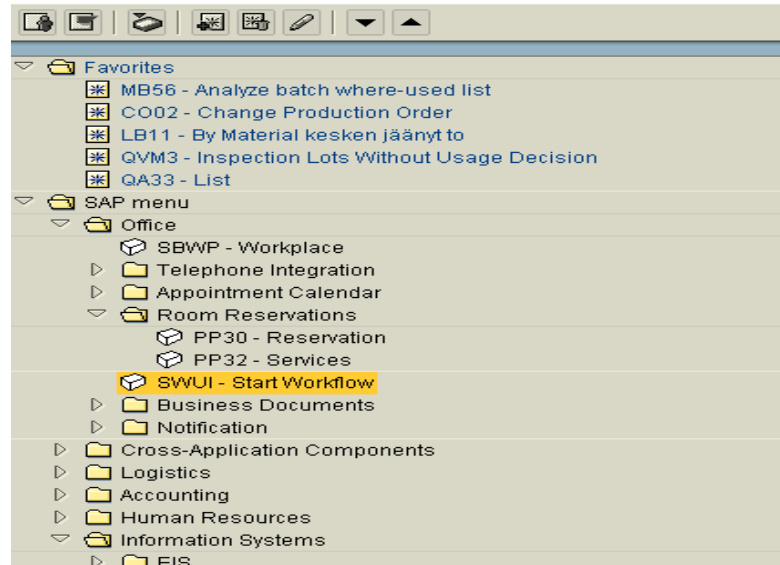 Favorites
MB56 - Analyze batch where-used list
CO02 - Change Production Order
LB11 - By Material kesken jäänyt to
QVM3 - Inspection Lots Without Usage Decision
QA33 - List
SAP menu
Office
SBWP - Workplace
Telephone Integration
Appointment Calendar
Room Reservations
PP30 - Reservation
PP32 - Services
SWUI - Start Workflow
Business Documents
Notification
Cross-Application Components
Logistics
Accounting
Human Resources
Information Systems
EIS